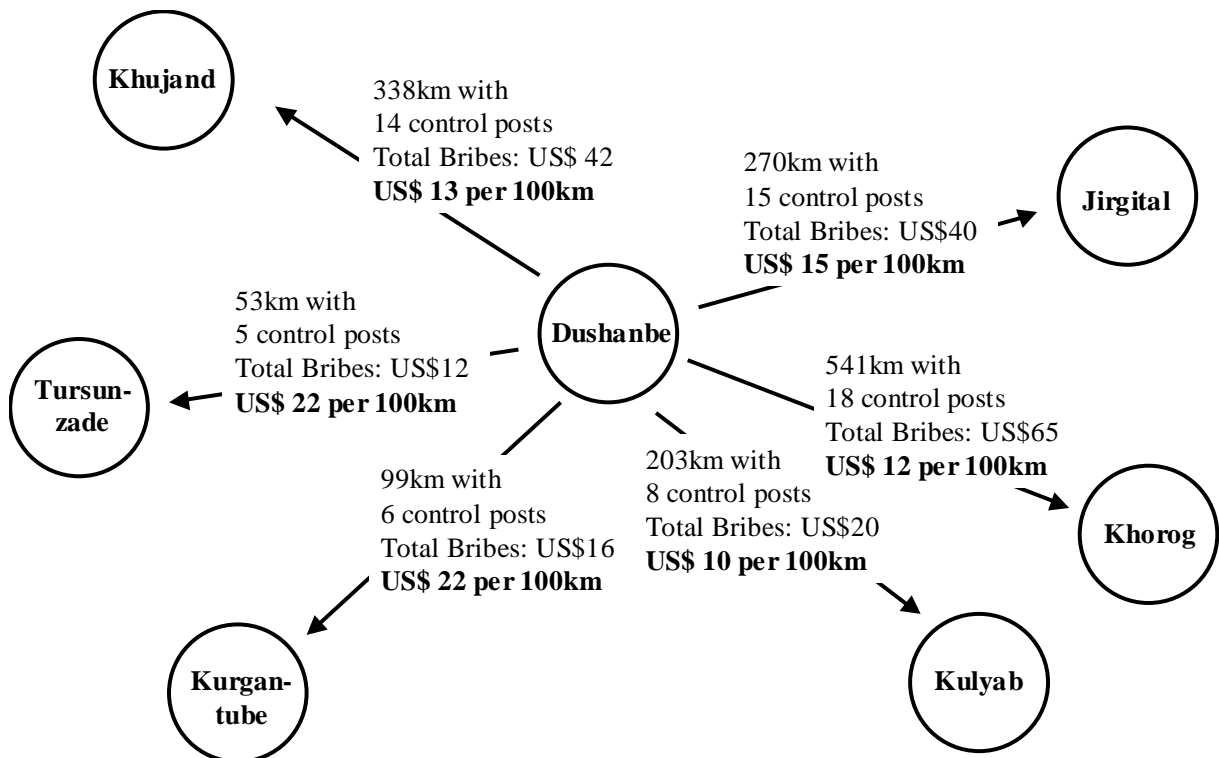 Khujand
338km with
14 control posts
Total Bribes: US$ 42
US$ 13 per 100km
270km with
15 control posts
Total Bribes: US$40
US$ 15 per 100km
Jirgital
53km with
5 control posts
Total Bribes: US$12
US$ 22 per 100km
Dushanbe
Tursun-
zade
541km with
18 control posts
Total Bribes: US$65
US$ 12 per 100km
99km with
6 control posts
Total Bribes: US$16
US$ 22 per 100km
203km with
8 control posts
Total Bribes: US$20
US$ 10 per 100km
Khorog
Kurgan-
tube
Kulyab